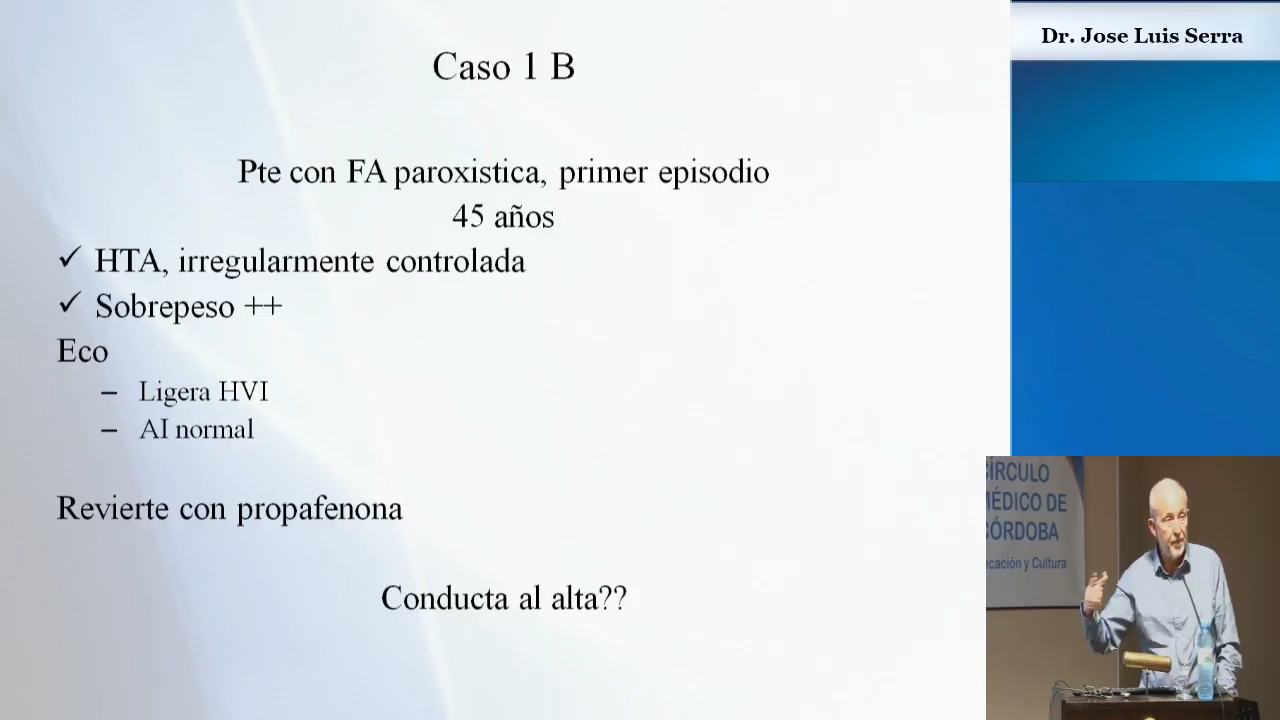 Caso 1 B
Pte con FA paroxistica, primer episodio
45 años
✓ HTA, irregularmente controlada
✓ Sobrepeso ++
Eco
– Ligera HVI
– AI normal
Revierte con propafenona
Conducta al alta??
Dr. Jose Luis Serra
CÍRCULO
MÉDICO DE
CÓRDOBA
cación y Cultura